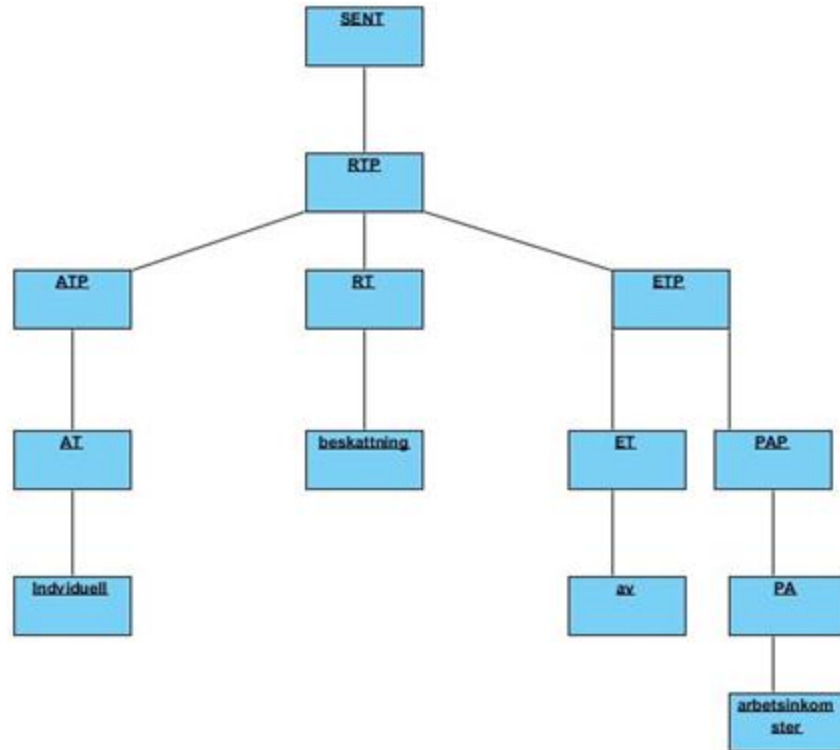 SENT
RTP
ATP
RT
ETP
AT
beskattning
ET
PAP
Indviduell
av
PA
arbetsinkom
ster